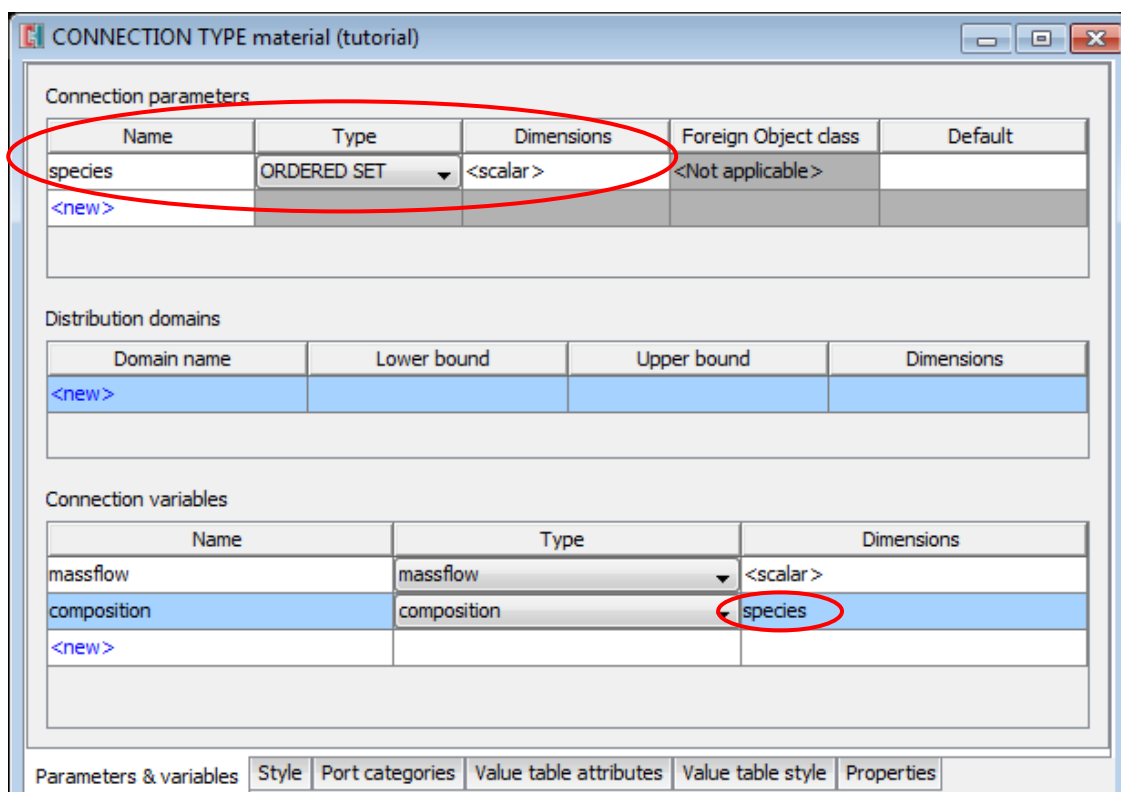 CONNECTION TYPE material (tutorial)
Connection parameters
Name Type Dimensions Foreign Object class Default
species ORDERED SET <scalar> <Not applicable>
<new>
Distribution domains
Domain name Lower bound Upper bound Dimensions
<new>
Connection variables
Name Type Dimensions
massflow massflow <scalar>
composition composition species
<new>
Parameters & variables Style Port categories Value table attributes Value table style Properties